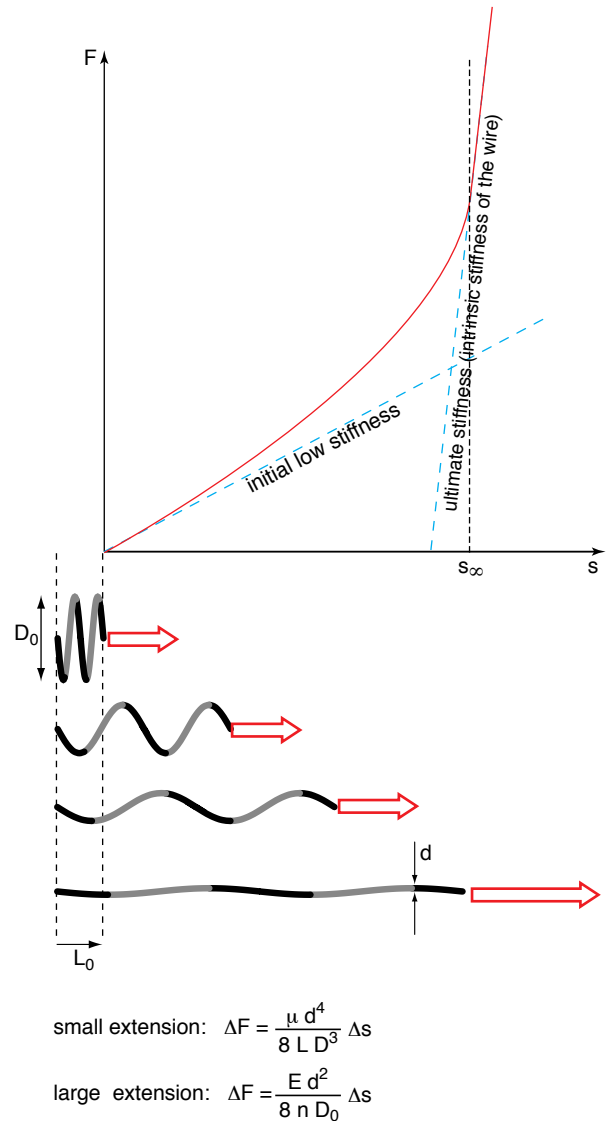 F
ultimate stiffness (intrinsic stiffness of the wire)
initial low stiffness
s∞
s
D₀
d
L₀
small extension: ΔF = μ d⁴ / 8 L D³ Δs
large extension: ΔF = E d² / 8 n D₀ Δs